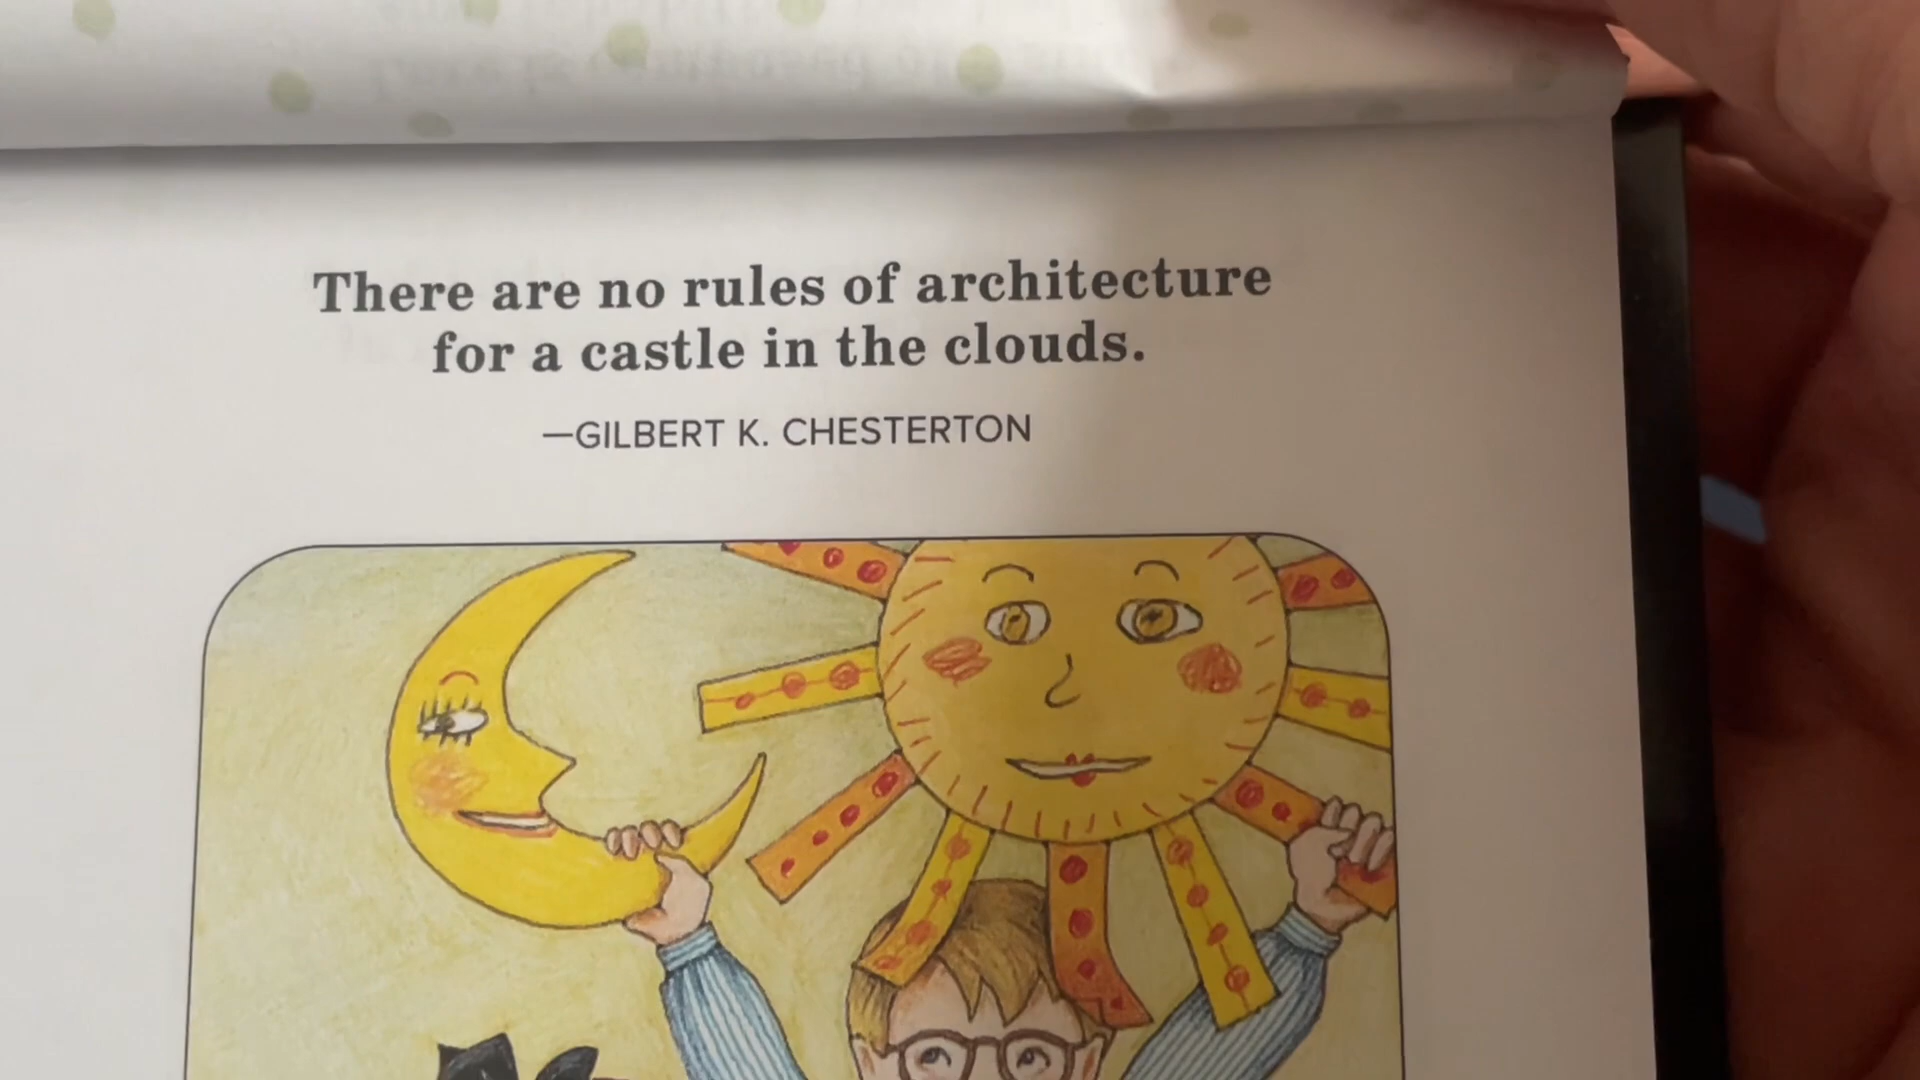 There are no rules of architecture
for a castle in the clouds.
—GILBERT K. CHESTERTON